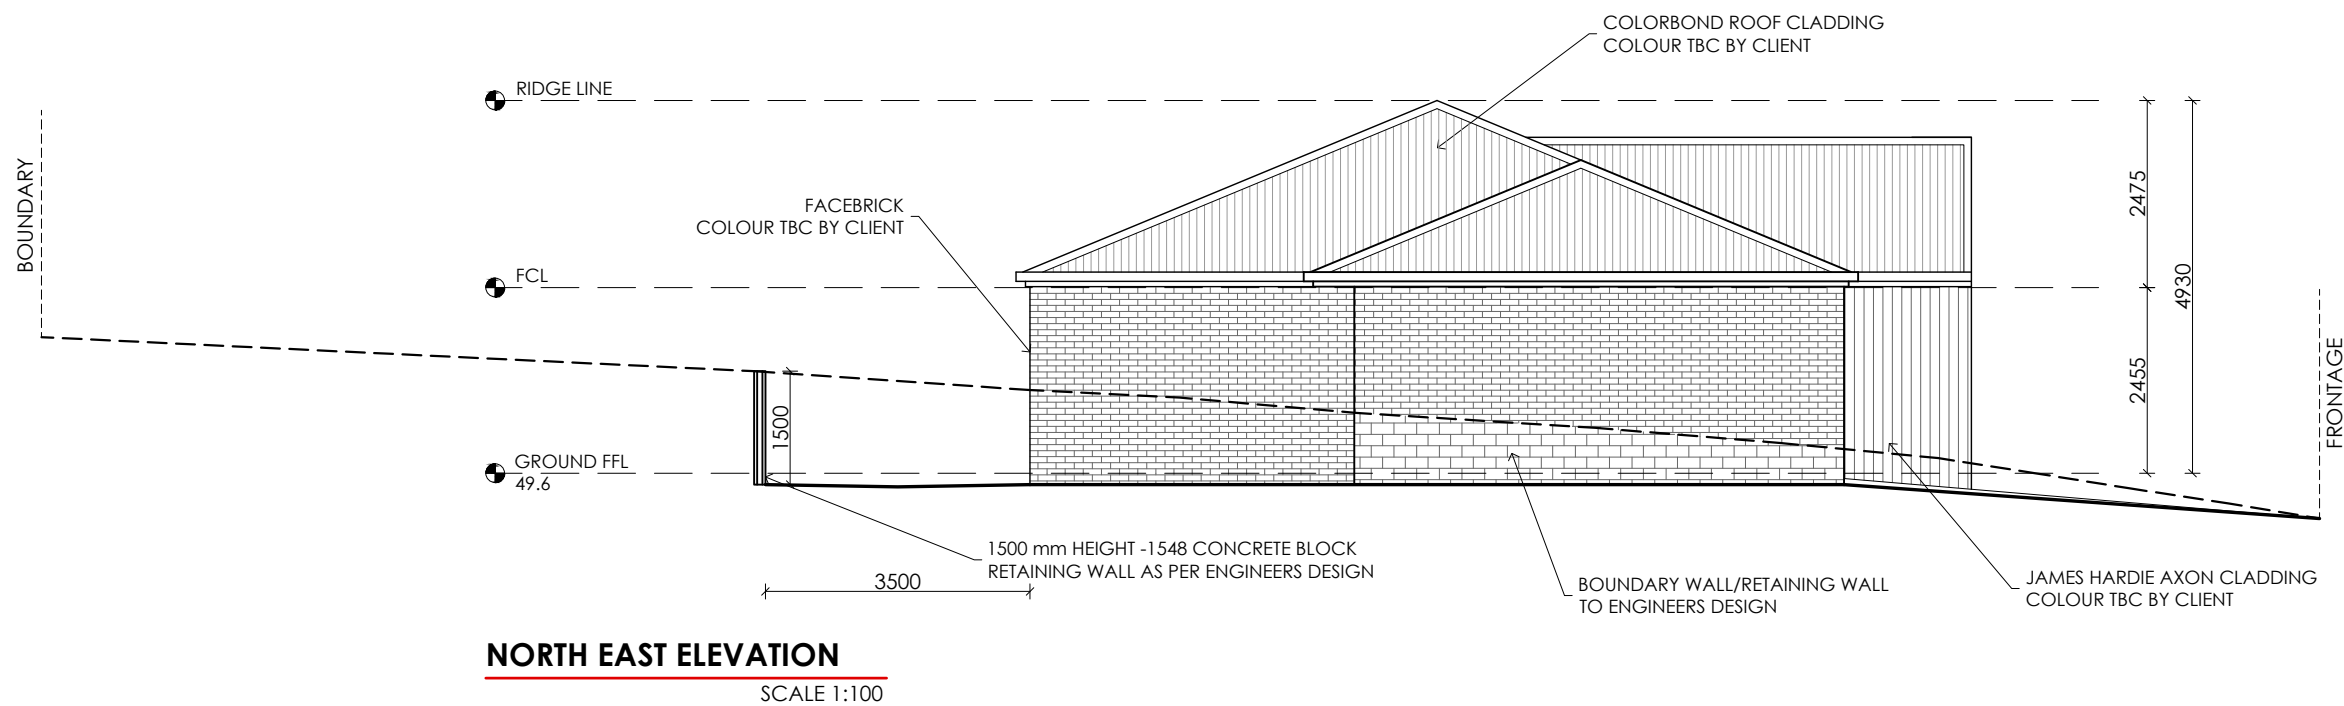 COLORBOND ROOF CLADDING
COLOUR TBC BY CLIENT
RIDGE LINE
BOUNDARY
FACEBRICK
COLOUR TBC BY CLIENT
2475
4930
FCL
2455
FRONTAGE
1500
GROUND FFL
49.6
1500 mm HEIGHT -1548 CONCRETE BLOCK
RETAINING WALL AS PER ENGINEERS DESIGN
3500
BOUNDARY WALL/RETAINING WALL
TO ENGINEERS DESIGN
JAMES HARDIE AXON CLADDING
COLOUR TBC BY CLIENT
NORTH EAST ELEVATION
SCALE 1:100